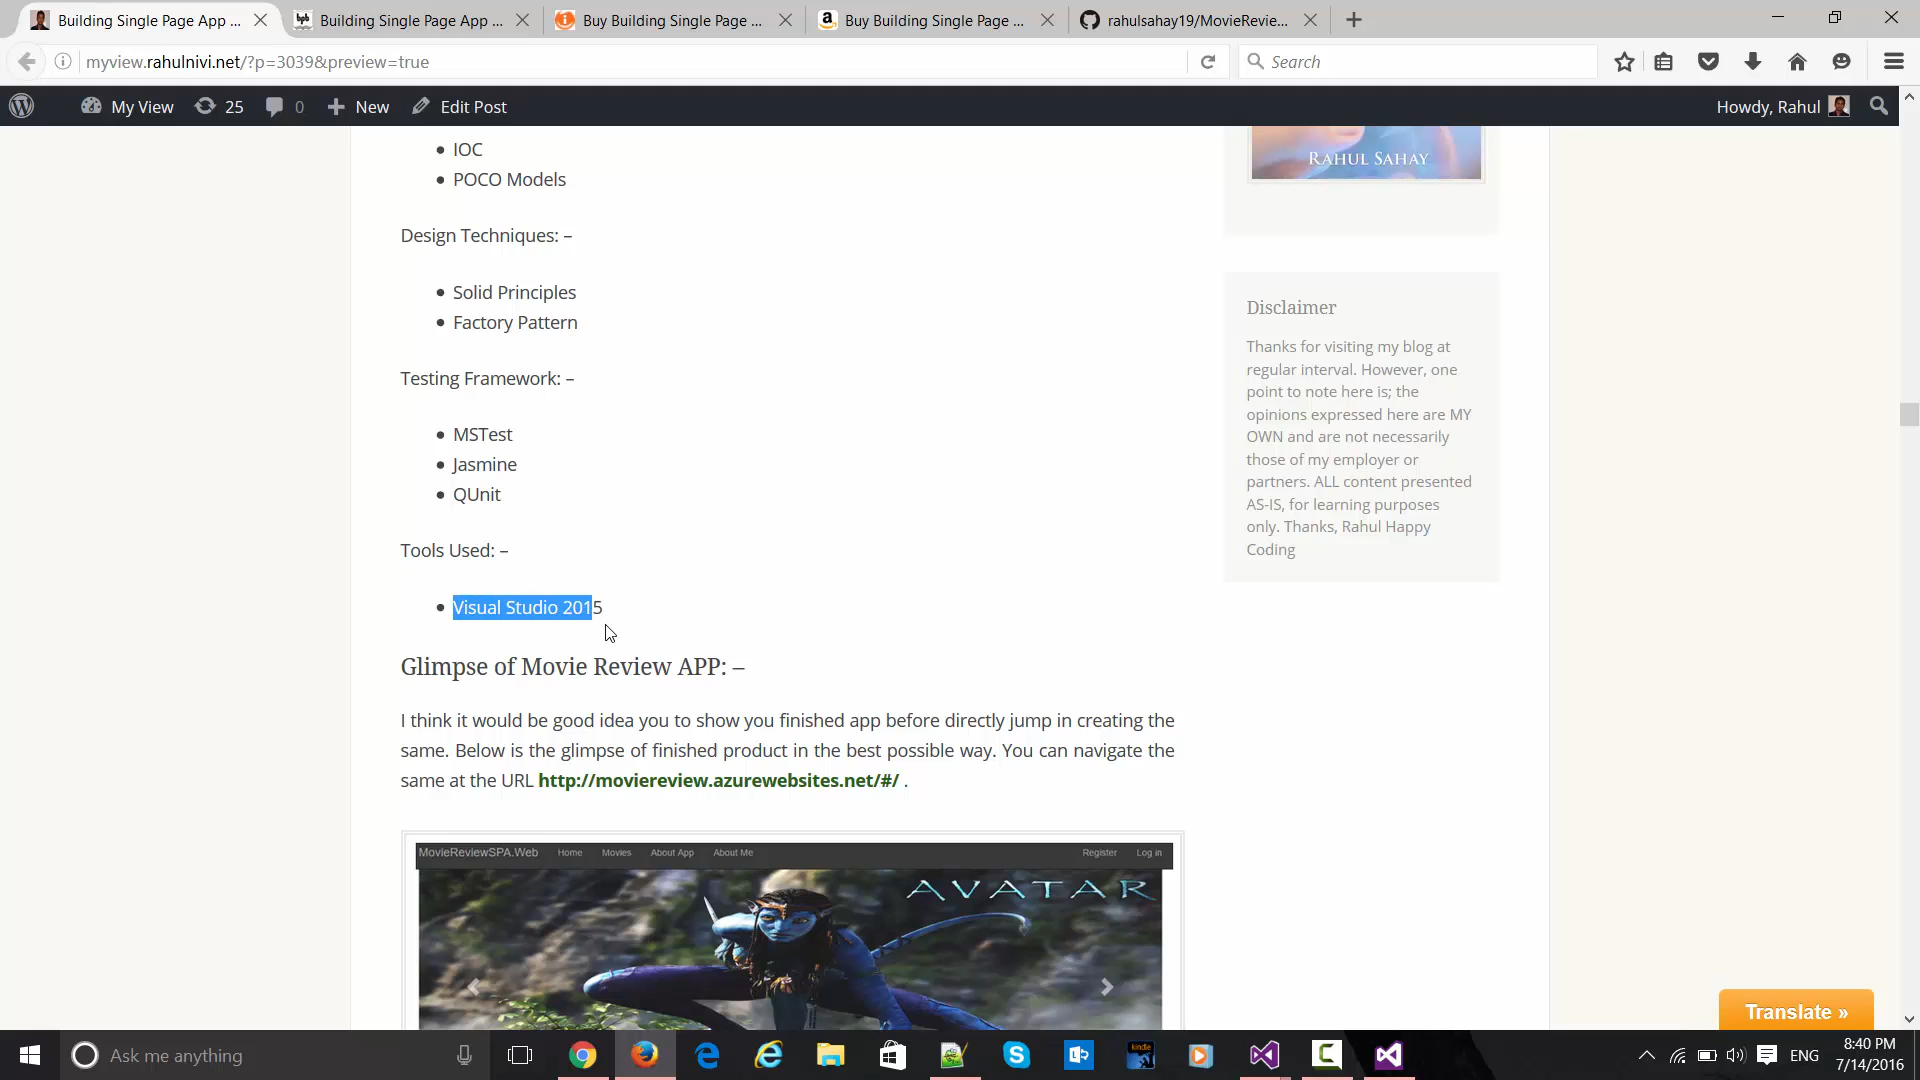 Building Single Page App ...
Building Single Page App ...
Buy Building Single Page ...
Buy Building Single Page ...
rahulsahay19/MovieRevie...
myview.rahulnivi.net/?p=3039&preview=true
Search
My View
25
0
New
Edit Post
Howdy, Rahul
IOC
POCO Models
Design Techniques: –
Solid Principles
Factory Pattern
Testing Framework: –
MSTest
Jasmine
QUnit
Tools Used: –
Visual Studio 2015
Glimpse of Movie Review APP: –
I think it would be good idea you to show you finished app before directly jump in creating the
same. Below is the glimpse of finished product in the best possible way. You can navigate the
same at the URL http://moviereview.azurewebsites.net/#/ .
MovieReviewSPA.Web Home Movies About App About Me Register Log in
AVATAR
RAHUL SAHAY
Disclaimer
Thanks for visiting my blog at
regular interval. However, one
point to note here is; the
opinions expressed here are MY
OWN and are not necessarily
those of my employer or
partners. ALL content presented
AS-IS, for learning purposes
only. Thanks, Rahul Happy
Coding
Translate »
Ask me anything
kindle
ENG
8:40 PM
7/14/2016